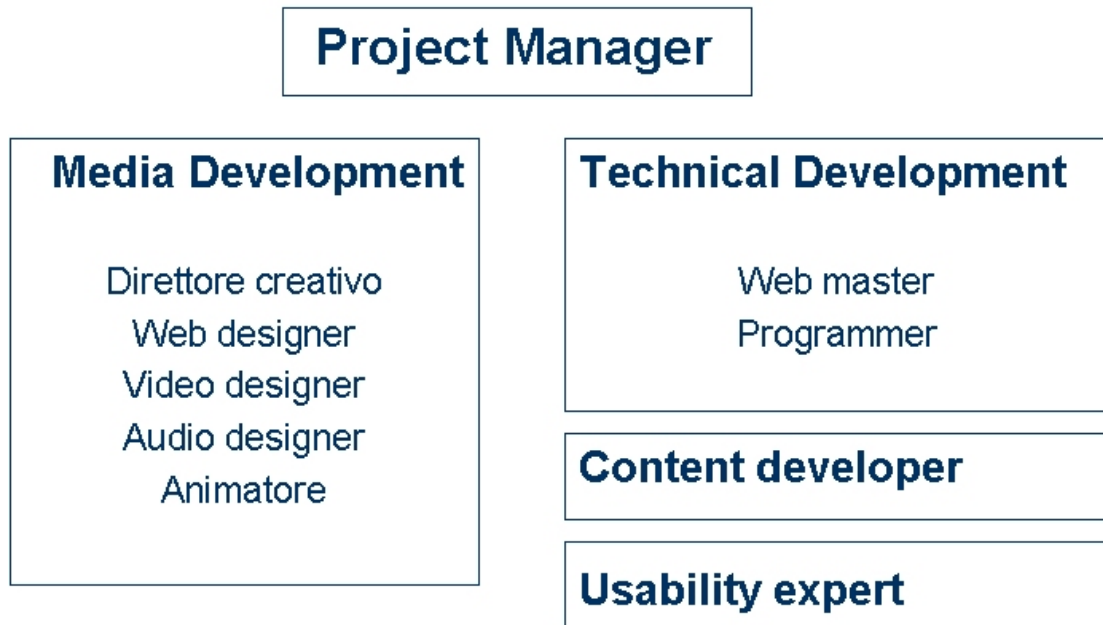 Project Manager
Media Development
Direttore creativo
Web designer
Video designer
Audio designer
Animatore
Technical Development
Web master
Programmer
Content developer
Usability expert